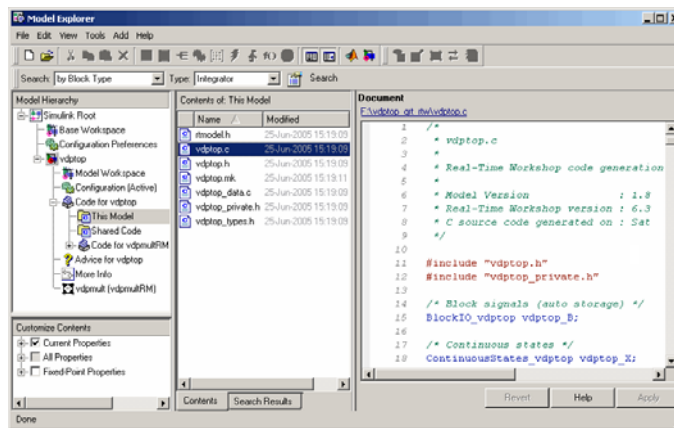 Model Explorer
File Edit View Tools Add Help
Search: by Block Type Type: Integrator Search
Model Hierarchy
Simulink Root
Base Workspace
Configuration Preferences
vdptop
Model Workspace
Configuration (Active)
Code for vdptop
This Model
Shared Code
Code for vdpmultRM
Advice for vdptop
More Info
vdpmult (vdpmultRM)
Customize Contents
Current Properties
All Properties
Fixed-Point Properties
Contents of: This Model
Name Modified
rtmodel.h 25-Jun-2005 15:19:09
vdptop.c 25-Jun-2005 15:19:09
vdptop.h 25-Jun-2005 15:19:09
vdptop.mk 25-Jun-2005 15:19:11
vdptop_data.c 25-Jun-2005 15:19:09
vdptop_private.h 25-Jun-2005 15:19:09
vdptop_types.h 25-Jun-2005 15:19:09
Contents Search Results
Document
F:\vdptop_grt_rtw\vdptop.c
1 /*
2 * vdptop.c
3 *
4 * Real-Time Workshop code generation
5 *
6 * Model Version : 1.8
7 * Real-Time Workshop version : 6.3
8 * C source code generated on : Sat
9 */
10
11 #include "vdptop.h"
12 #include "vdptop_private.h"
13
14 /* Block signals (auto storage) */
15 BlockIO_vdptop vdptop_B;
16
17 /* Continuous states */
18 ContinuousStates_vdptop vdptop_X;
Revert Help Apply
Done